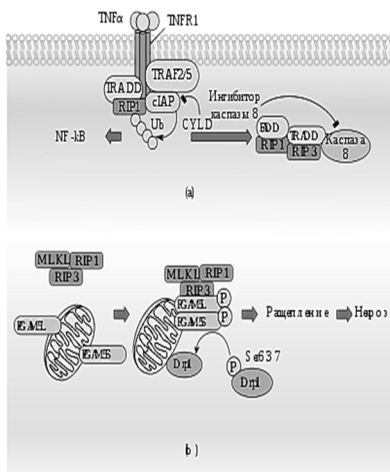 TNFα TNFR1
TRADD
TRAF2/5
RIP1
cIAP
Ub
NF-kB
CYLD
Ингибитор
каспазы 8
FADD
TRADD
RIP1
RIP3
Каспаза
8
(a)
MLKL RIP1
RIP3
PGAM5L
PGAM5S
MLKL RIP1
RIP3
PGAM5L
PGAM5S
P
P
Ращепление
Некроз
Drp1
P
Ser637
Drp1
(b)